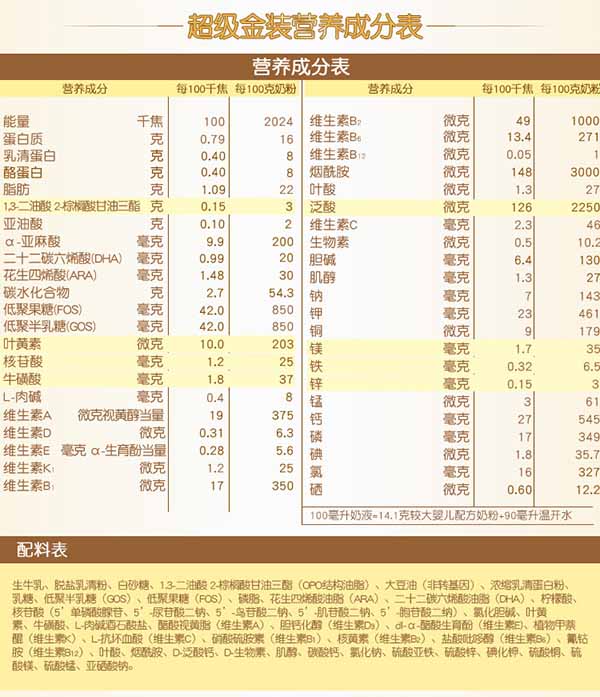 超级金装营养成分表
营养成分表
营养成分 每100千焦 每100克奶粉
能量 千焦 100 2024
蛋白质 克 0.79 16
乳清蛋白 克 0.40 8
酪蛋白 克 0.40 8
脂肪 克 1.09 22
1,3-二油酸 2-棕榈酸甘油三酯 克 0.15 3
亚油酸 克 0.10 2
α-亚麻酸 毫克 9.9 200
二十二碳六烯酸(DHA) 毫克 0.99 20
花生四烯酸(ARA) 毫克 1.48 30
碳水化合物 克 2.7 54.3
低聚果糖(FOS) 毫克 42.0 850
低聚半乳糖(GOS) 毫克 42.0 850
叶黄素 微克 10.0 203
核苷酸 毫克 1.2 25
牛磺酸 毫克 1.8 37
L-肉碱 毫克 0.4 8
维生素A 微克视黄醇当量 19 375
维生素D 微克 0.31 6.3
维生素E 毫克 α-生育酚当量 0.28 5.6
维生素K₁ 微克 1.2 25
维生素B₁ 微克 17 350
营养成分 每100千焦 每100克奶粉
维生素B₂ 微克 49 1000
维生素B₆ 微克 13.4 271
维生素B₁₂ 微克 0.05 1
烟酰胺 微克 148 3000
叶酸 微克 1.3 27
泛酸 微克 126 2250
维生素C 毫克 2.3 46
生物素 微克 0.5 10.2
胆碱 毫克 6.4 130
肌醇 毫克 1.3 27
钠 毫克 7 143
钾 毫克 23 461
铜 微克 9 179
镁 毫克 1.7 35
铁 毫克 0.32 6.5
锌 毫克 0.15 3
锰 微克 3 61
钙 毫克 27 545
磷 毫克 17 349
碘 微克 1.8 35.7
氯 毫克 16 327
硒 微克 0.60 12.2
100毫升奶液=14.1克较大婴儿配方奶粉+90毫升温开水
配料表
生牛乳、脱盐乳清粉、白砂糖、1,3-二油酸 2-棕榈酸甘油三酯（OPO结构油脂）、大豆油（非转基因）、浓缩乳清蛋白粉、
乳糖、低聚半乳糖（GOS）、低聚果糖（FOS）、磷脂、花生四烯酸油脂（ARA）、二十二碳六烯酸油脂（DHA）、柠檬酸、
核苷酸（5’单磷酸腺苷、5’-尿苷酸二钠、5’-鸟苷酸二钠、5’-肌苷酸二钠、5’-胞苷酸二钠）、氯化胆碱、叶黄
素、牛磺酸、L-肉碱酒石酸盐、醋酸视黄酯（维生素A）、胆钙化醇（维生素D₃）、dl-α-醋酸生育酚（维生素E）、植物甲萘
醌（维生素K）、L-抗坏血酸（维生素C）、硝酸硫胺素（维生素B₁）、核黄素（维生素B₂）、盐酸吡哆醇（维生素B₆）、氰钴
胺（维生素B₁₂）、叶酸、烟酰胺、D-泛酸钙、D-生物素、肌醇、碳酸钙、氯化钠、硫酸亚铁、硫酸锌、碘化钾、硫酸铜、硫
酸镁、硫酸锰、亚硒酸钠。